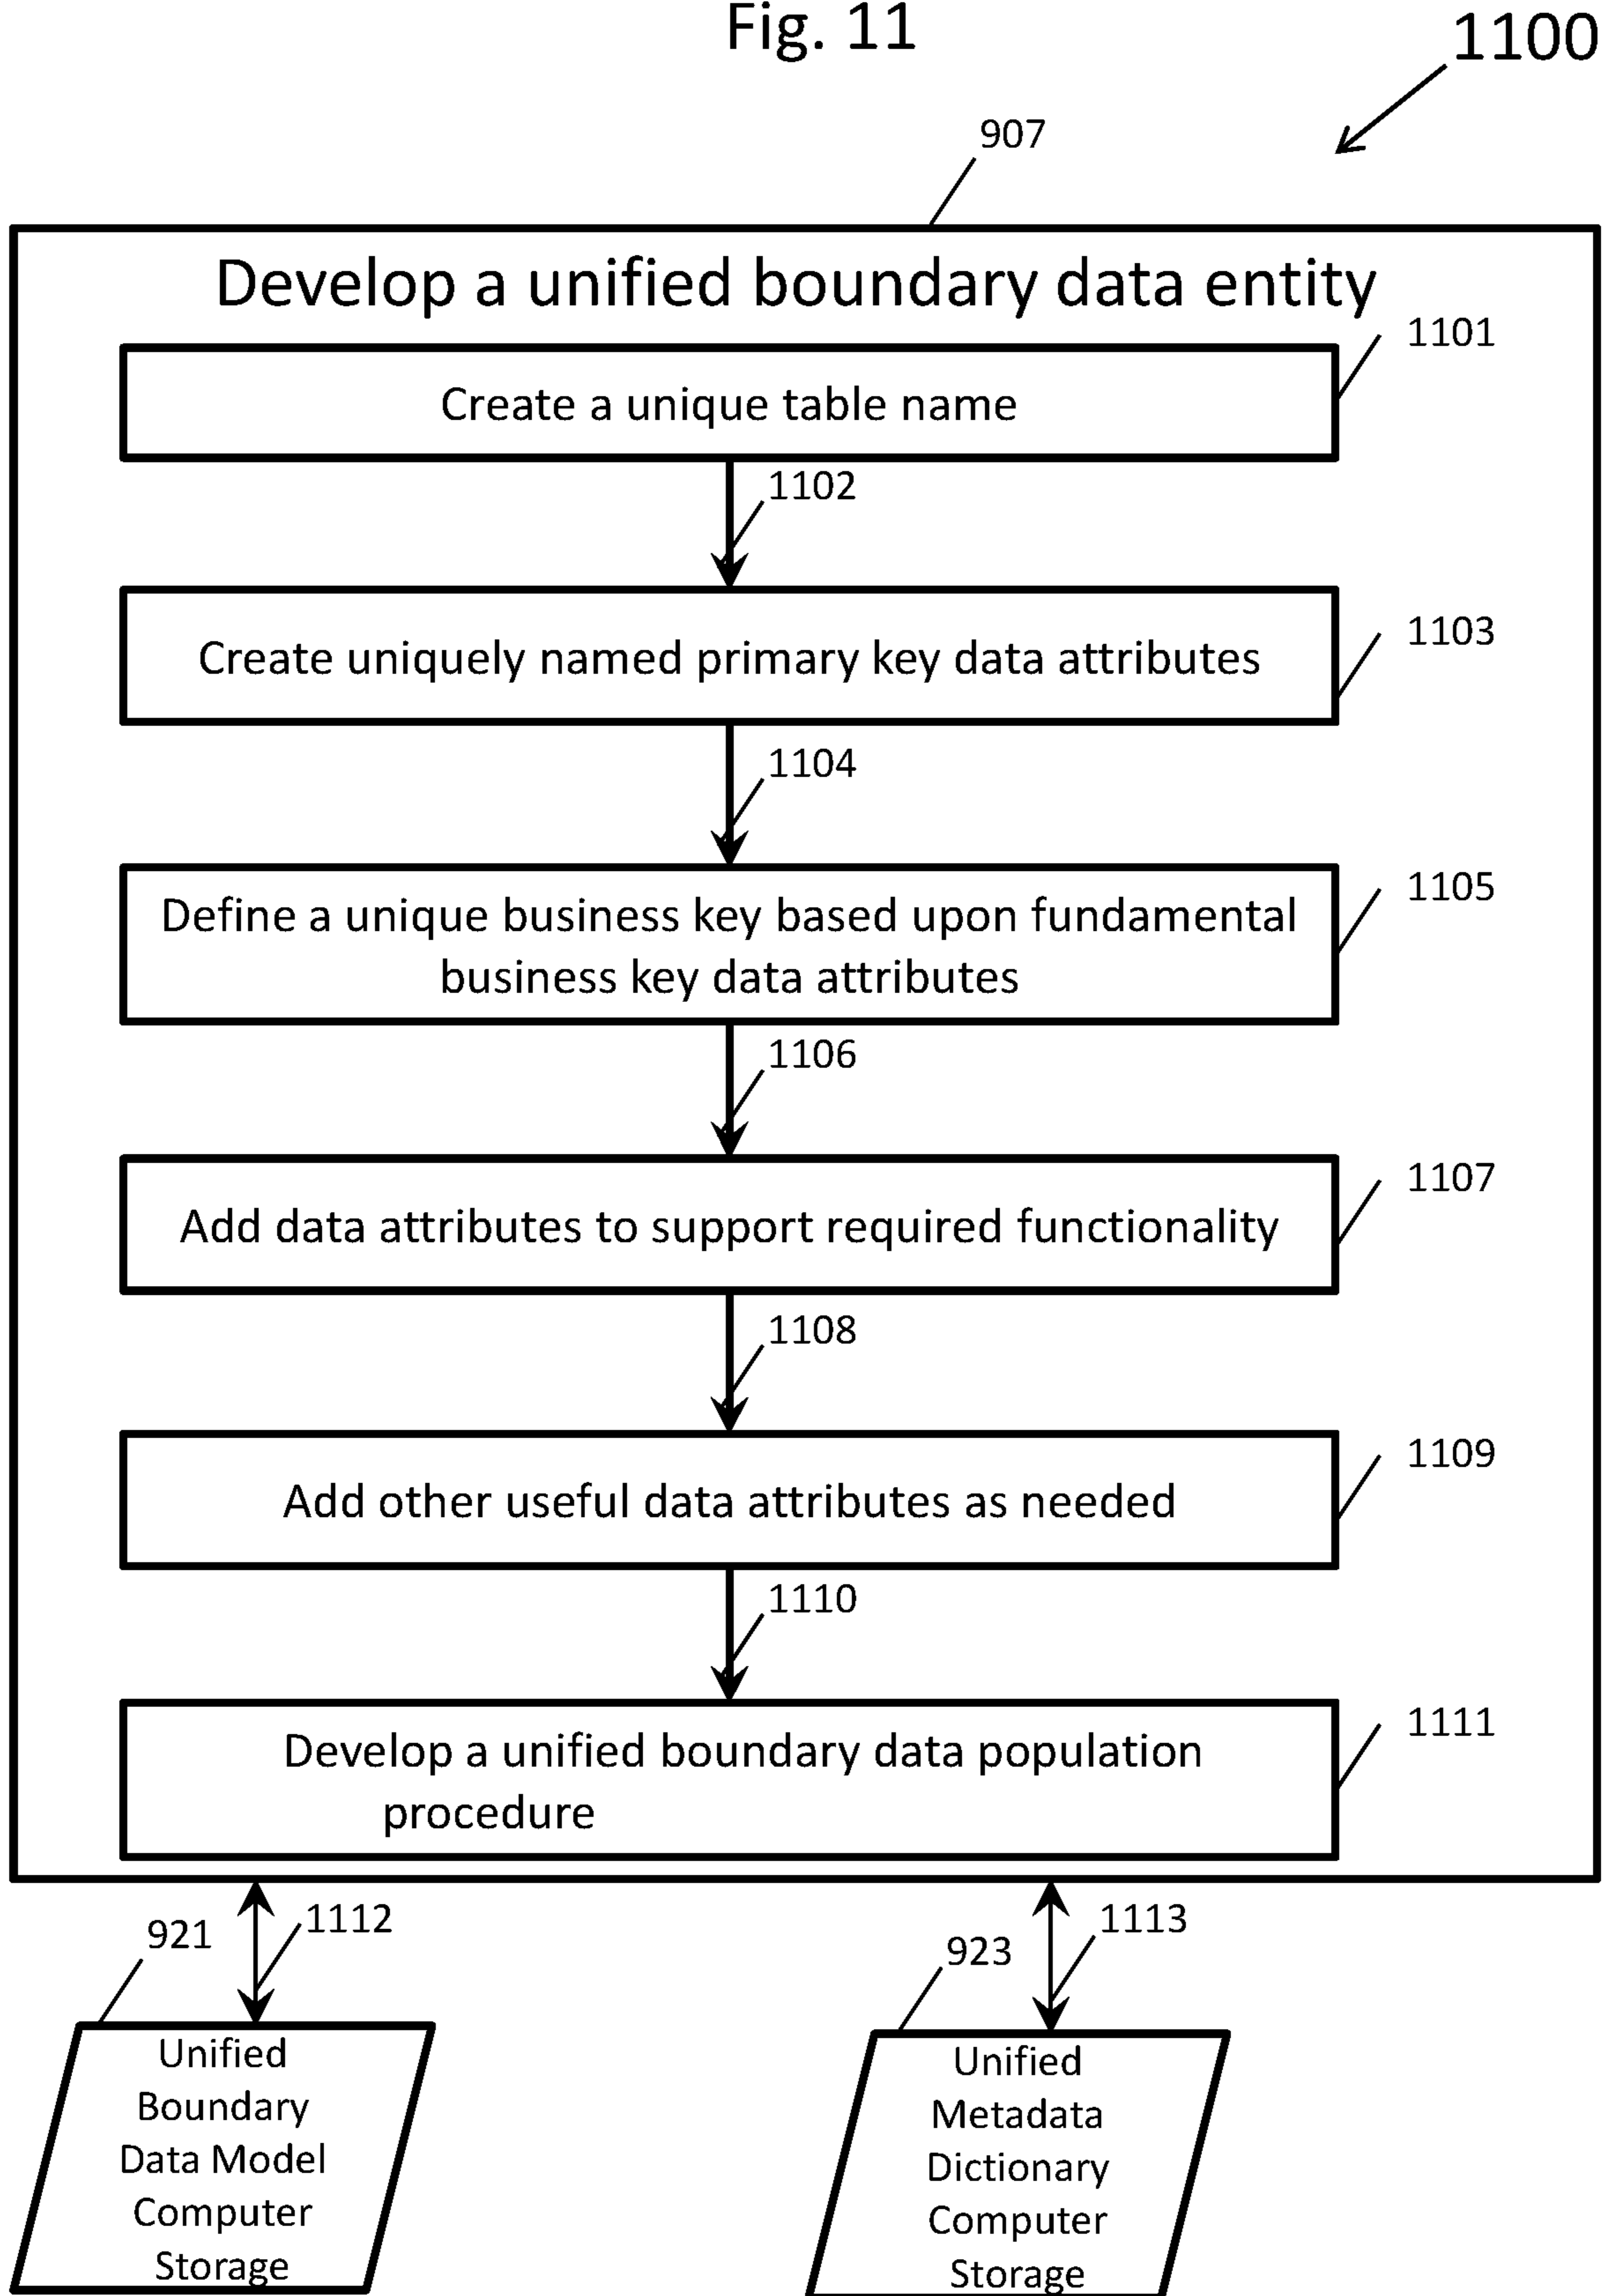 Fig. 11
1100
907
Develop a unified boundary data entity
1101
Create a unique table name
1102
1103
Create uniquely named primary key data attributes
1104
1105
Define a unique business key based upon fundamental
business key data attributes
1106
1107
Add data attributes to support required functionality
1108
1109
Add other useful data attributes as needed
1110
1111
Develop a unified boundary data population
procedure
921
1112
923
1113
Unified
Boundary
Data Model
Computer
Storage
Unified
Metadata
Dictionary
Computer
Storage